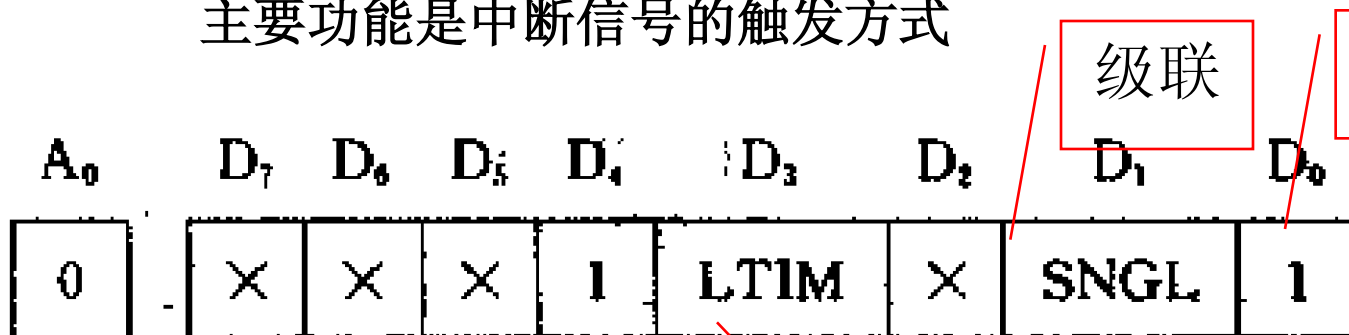 主要功能是中断信号的触发方式
级联
A₀ D₇ D₆ D₅ D₄ D₃ D₂ D₁ D₀
0 × × × 1 LTIM × SNGL 1